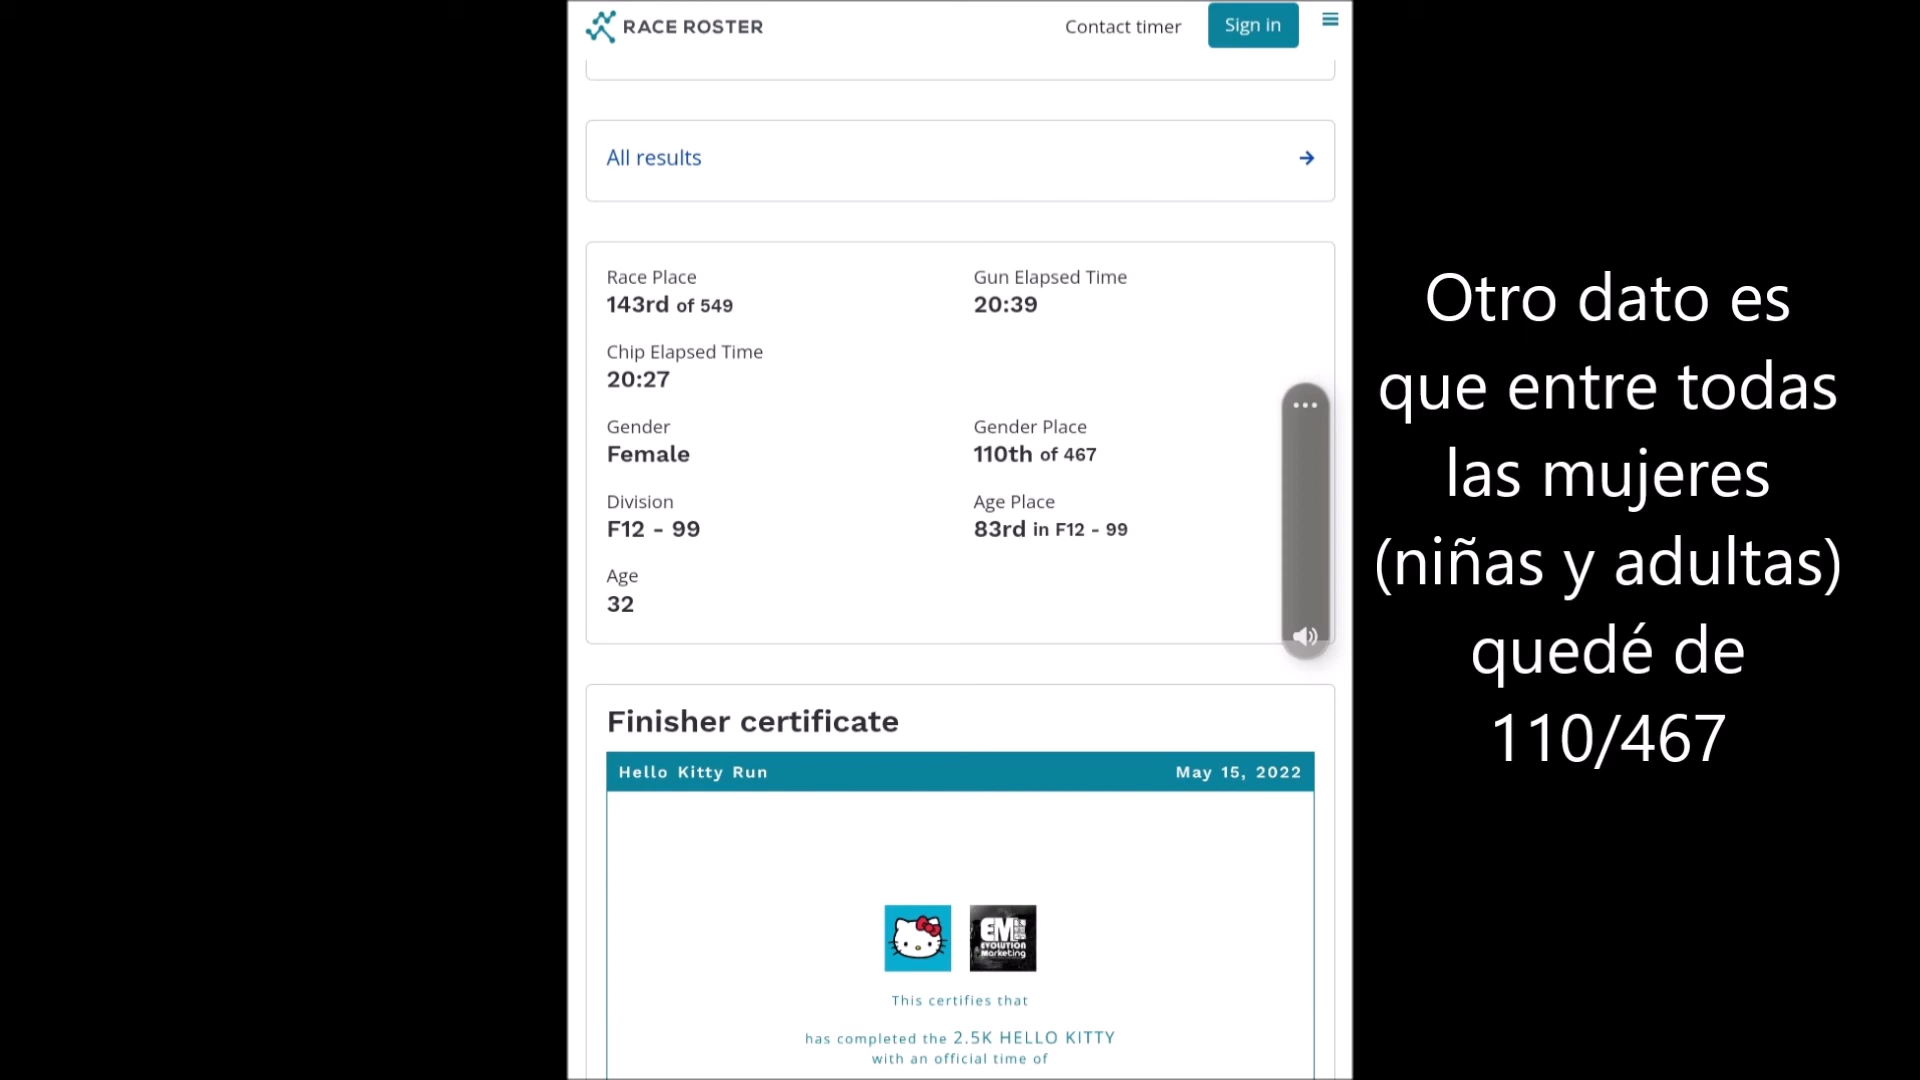 RACE ROSTER
Contact timer
Sign in
All results
Race Place
143rd of 549
Gun Elapsed Time
20:39
Chip Elapsed Time
20:27
Gender
Female
Gender Place
110th of 467
Division
F12 - 99
Age Place
83rd in F12 - 99
Age
32
Finisher certificate
Hello Kitty Run
May 15, 2022
EM
EVOLUTION
Marketing
This certifies that
has completed the 2.5K HELLO KITTY
with an official time of
Otro dato es
que entre todas
las mujeres
(niñas y adultas)
quedé de
110/467